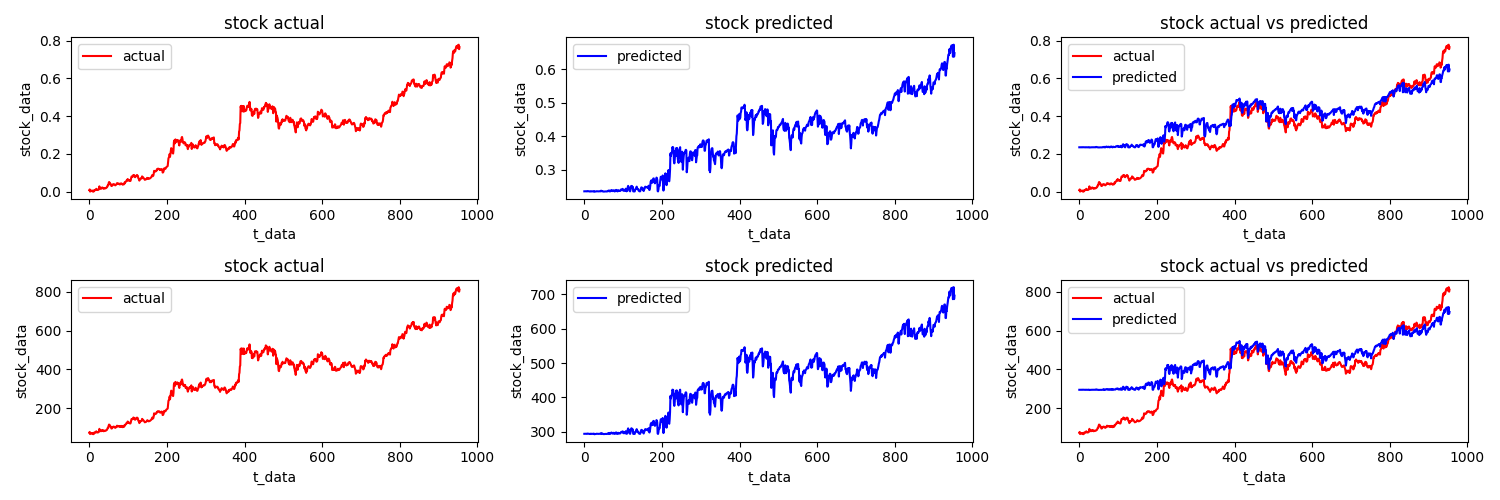 stock actual
stock_data
0.8
0.6
0.4
0.2
0.0
actual
0 200 400 600 800 1000
t_data
stock predicted
stock_data
0.6
0.5
0.4
0.3
predicted
0 200 400 600 800 1000
t_data
stock actual vs predicted
stock_data
0.8
0.6
0.4
0.2
0.0
actual
predicted
0 200 400 600 800 1000
t_data
stock actual
stock_data
800
600
400
200
actual
0 200 400 600 800 1000
t_data
stock predicted
stock_data
700
600
500
400
300
predicted
0 200 400 600 800 1000
t_data
stock actual vs predicted
stock_data
800
600
400
200
actual
predicted
0 200 400 600 800 1000
t_data